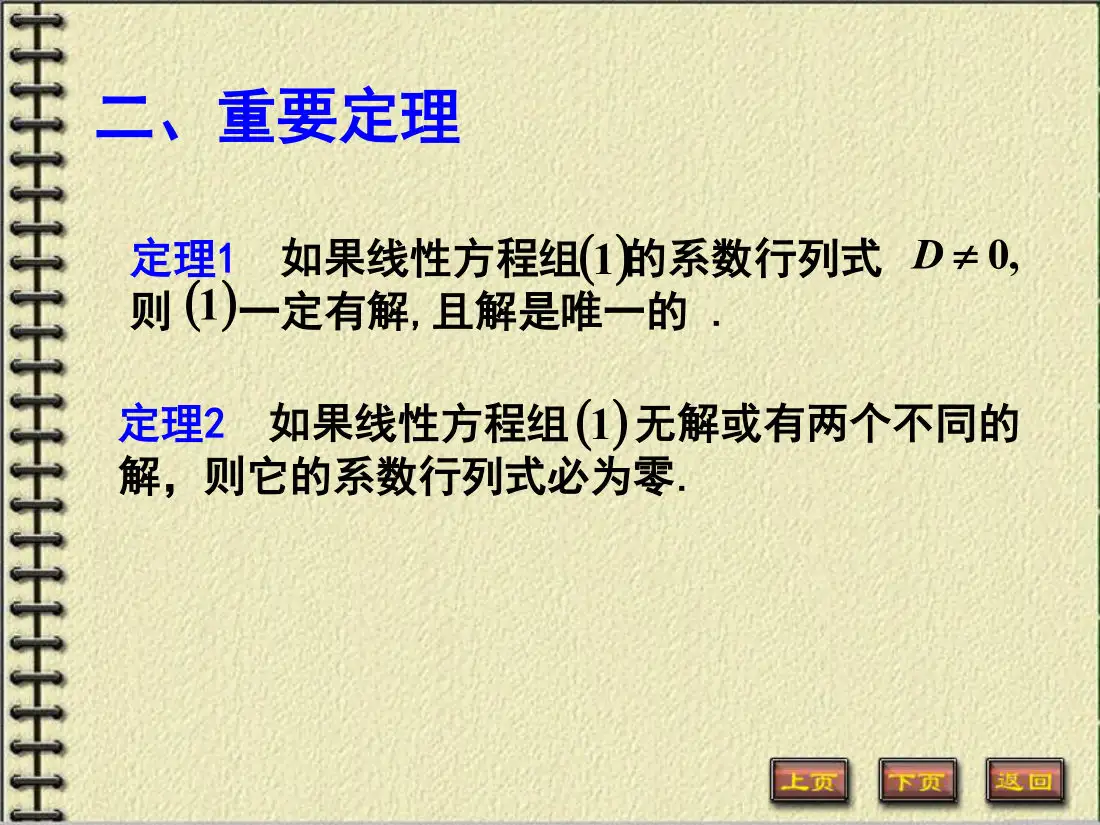 二、重要定理
定理1 如果线性方程组(1)的系数行列式 D ≠ 0,
则(1)一定有解,且解是唯一的 .
定理2 如果线性方程组(1)无解或有两个不同的
解，则它的系数行列式必为零.
上页 下页 返回